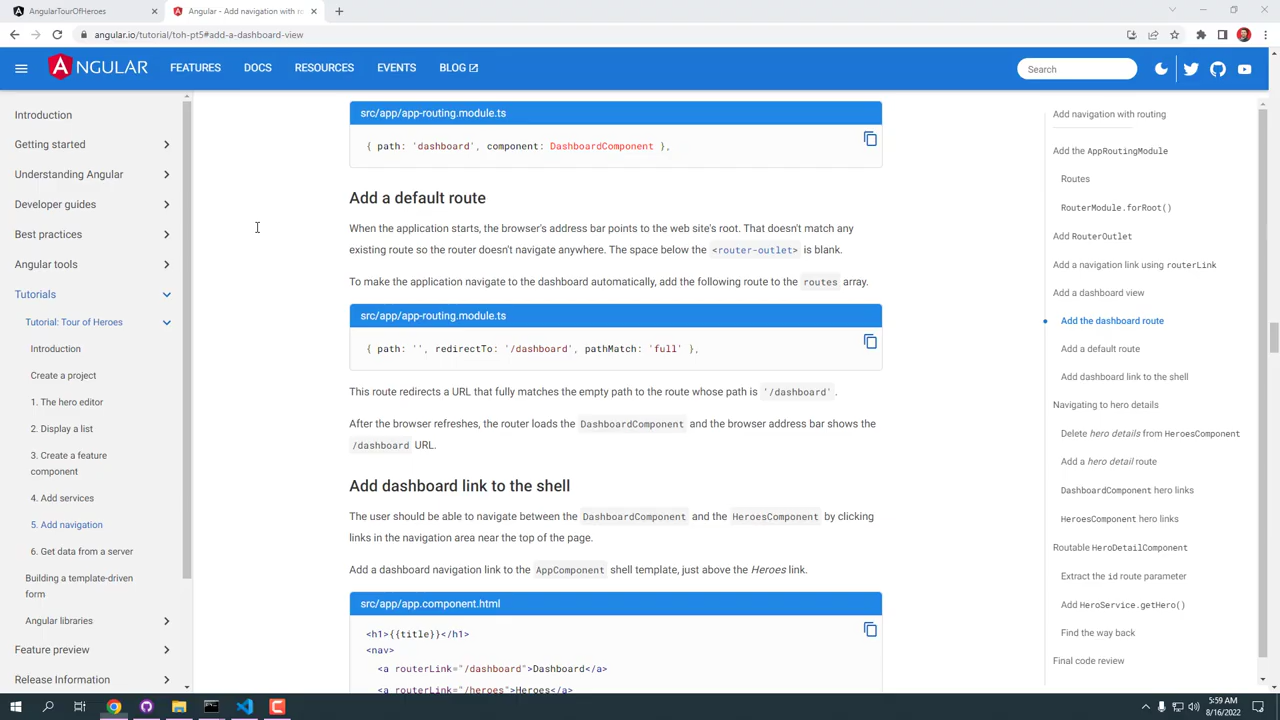 AngularTourOfHeroes
Angular - Add navigation with ro
angular.io/tutorial/toh-pt5#add-a-dashboard-view
ANGULAR
FEATURES
DOCS
RESOURCES
EVENTS
BLOG
Search
Introduction
Getting started
Understanding Angular
Developer guides
Best practices
Angular tools
Tutorials
Tutorial: Tour of Heroes
Introduction
Create a project
1. The hero editor
2. Display a list
3. Create a feature
component
4. Add services
5. Add navigation
6. Get data from a server
Building a template-driven
form
Angular libraries
Feature preview
Release Information
src/app/app-routing.module.ts
{ path: 'dashboard', component: DashboardComponent },
Add a default route
When the application starts, the browser's address bar points to the web site's root. That doesn't match any
existing route so the router doesn't navigate anywhere. The space below the <router-outlet> is blank.
To make the application navigate to the dashboard automatically, add the following route to the routes array.
src/app/app-routing.module.ts
{ path: '', redirectTo: '/dashboard', pathMatch: 'full' },
This route redirects a URL that fully matches the empty path to the route whose path is '/dashboard'.
After the browser refreshes, the router loads the DashboardComponent and the browser address bar shows the
/dashboard URL.
Add dashboard link to the shell
The user should be able to navigate between the DashboardComponent and the HeroesComponent by clicking
links in the navigation area near the top of the page.
Add a dashboard navigation link to the AppComponent shell template, just above the Heroes link.
src/app/app.component.html
<h1>{{title}}</h1>
<nav>
<a routerLink="/dashboard">Dashboard</a>
<a routerLink="/heroes">Heroes</a>
Add navigation with routing
Add the AppRoutingModule
Routes
RouterModule.forRoot()
Add RouterOutlet
Add a navigation link using routerLink
Add a dashboard view
Add the dashboard route
Add a default route
Add dashboard link to the shell
Navigating to hero details
Delete hero details from HeroesComponent
Add a hero detail route
DashboardComponent hero links
HeroesComponent hero links
Routable HeroDetailComponent
Extract the id route parameter
Add HeroService.getHero()
Find the way back
Final code review
5:59 AM
8/16/2022